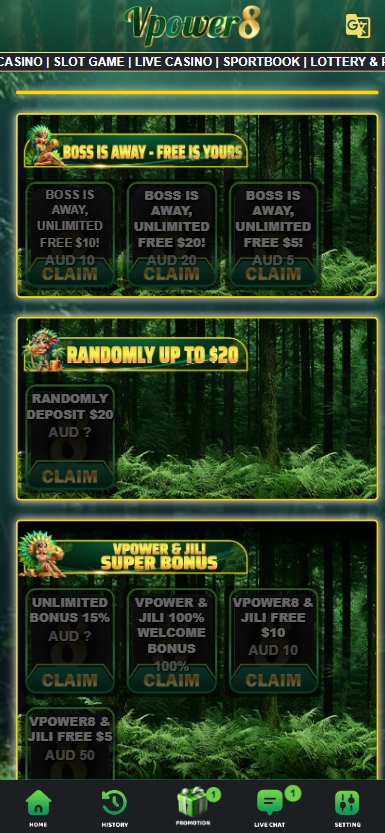 Vpower8
CASINO | SLOT GAME | LIVE CASINO | SPORTBOOK | LOTTERY &
BOSS IS AWAY - FREE IS YOURS
BOSS IS
AWAY,
UNLIMITED
FREE $10!
AUD 10
CLAIM
BOSS IS
AWAY,
UNLIMITED
FREE $20!
AUD 20
CLAIM
BOSS IS
AWAY,
UNLIMITED
FREE $5!
AUD 5
CLAIM
RANDOMLY UP TO $20
RANDOMLY
DEPOSIT $20
AUD ?
CLAIM
VPOWER & JILI
SUPER BONUS
UNLIMITED
BONUS 15%
AUD ?
CLAIM
VPOWER &
JILI 100%
WELCOME
BONUS
100%
CLAIM
VPOWER8 &
JILI FREE
$10
AUD 10
CLAIM
VPOWER8 &
JILI FREE $5
AUD 50
HOME
HISTORY
1
PROMOTION
1
LIVE CHAT
SETTING